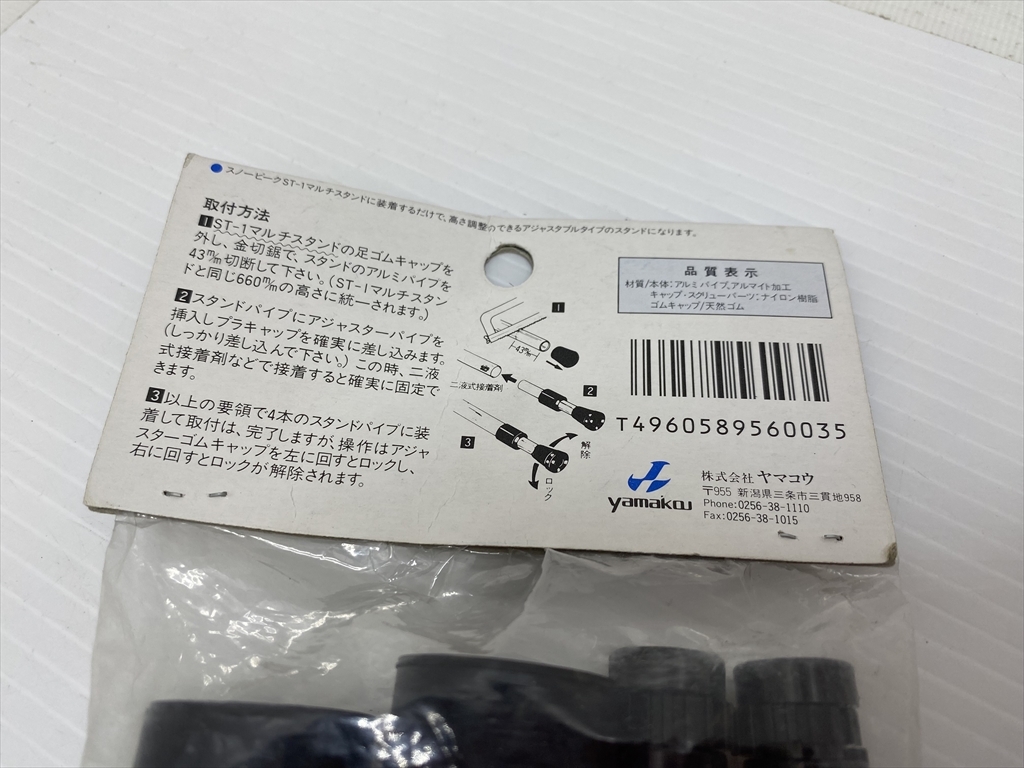 スノーピークST-1マルチスタンドに装着するだけで、高さ調整のできるアジャスタブルタイプのスタンドになります。
取付方法
1 ST-1マルチスタンドの足ゴムキャップを
外し、金切鋸で、スタンドのアルミパイプを
43m/m切断して下さい。(ST-1マルチスタン
ドと同じ660m/mの高さに統一されます。)
2 スタンドパイプにアジャスターパイプを
挿入しプラキャップを確実に差し込みます。
(しっかり差し込んで下さい。)この時、二液
式接着剤などで接着すると確実に固定で
きます。
3 以上の要領で4本のスタンドパイプに装
着して取付は、完了しますが、操作はアジャ
スターゴムキャップを左に回すとロックし、
右に回すとロックが解除されます。
1
43m/m
二液式接着剤
2
3
解除
ロック
品質表示
材質/本体:アルミパイプ、アルマイト加工
キャップ・スクリューパーツ:ナイロン樹脂
ゴムキャップ/天然ゴム
T4960589560035
yamakou
株式会社 ヤマコウ
〒955 新潟県三条市三貫地958
Phone:0256-38-1110
Fax:0256-38-1015